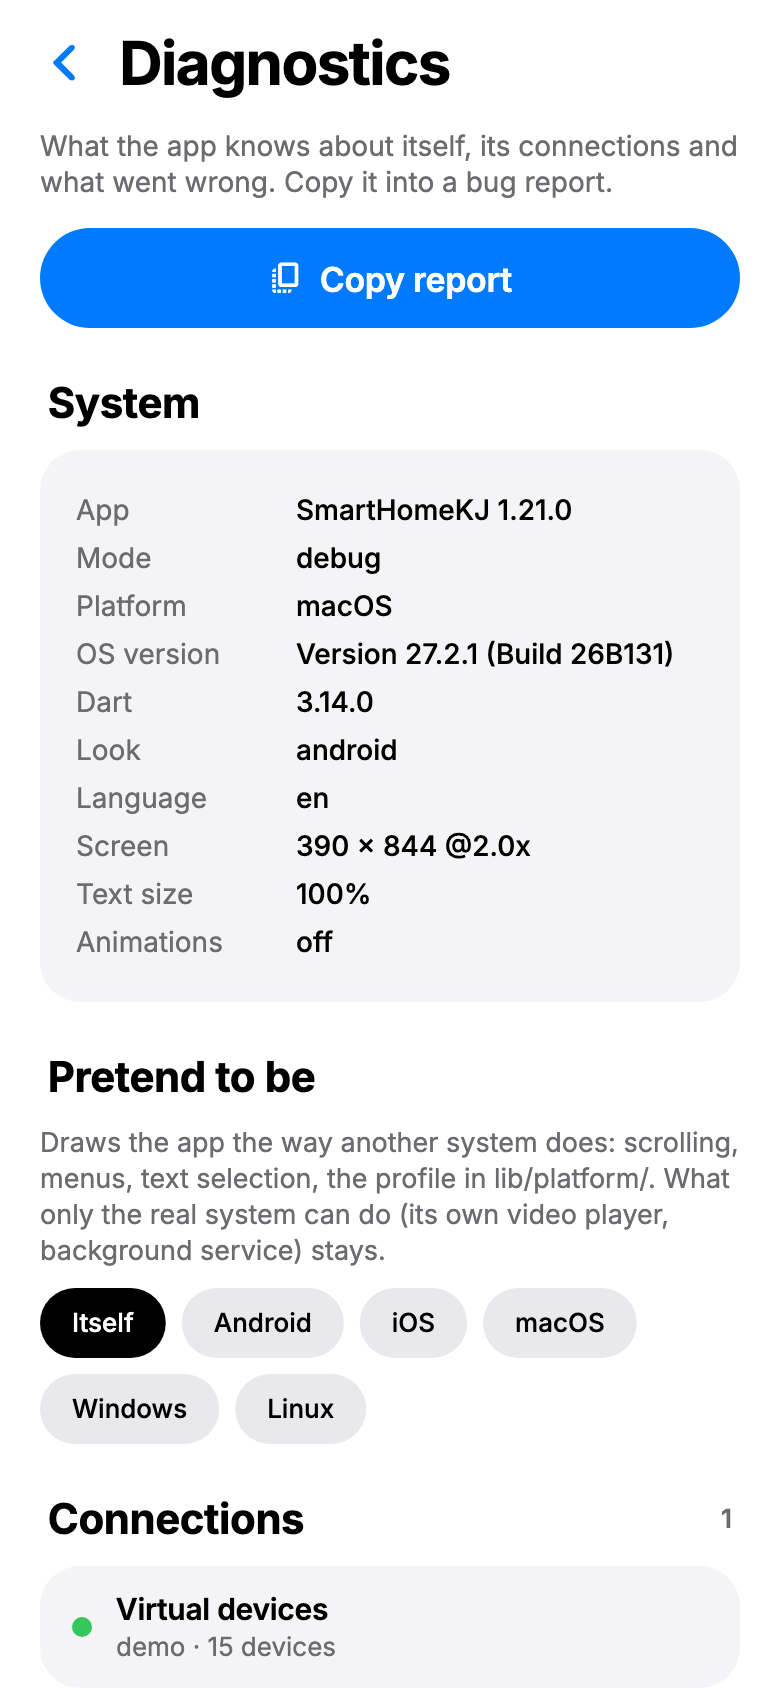 Diagnostics
What the app knows about itself, its connections and
what went wrong. Copy it into a bug report.
Copy report
System
App SmartHomeKJ 1.21.0
Mode debug
Platform macOS
OS version Version 27.2.1 (Build 26B131)
Dart 3.14.0
Look android
Language en
Screen 390 × 844 @2.0x
Text size 100%
Animations off
Pretend to be
Draws the app the way another system does: scrolling,
menus, text selection, the profile in lib/platform/. What
only the real system can do (its own video player,
background service) stays.
Itself Android iOS macOS
Windows Linux
Connections 1
Virtual devices
demo · 15 devices